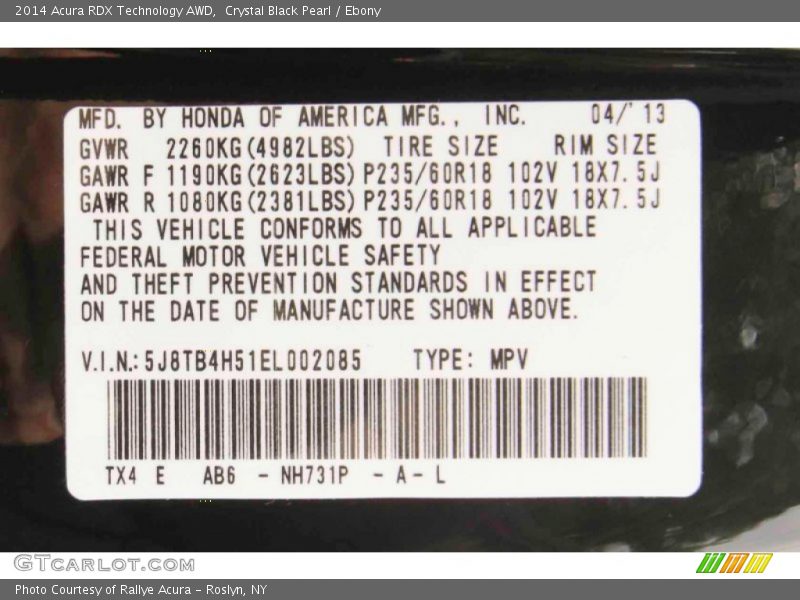 2014 Acura RDX Technology AWD,  Crystal Black Pearl / Ebony
MFD. BY HONDA OF AMERICA MFG., INC. 04/'13
GVWR 2260KG(4982LBS) TIRE SIZE RIM SIZE
GAWR F 1190KG(2623LBS) P235/60R18 102V 18X7.5J
GAWR R 1080KG(2381LBS) P235/60R18 102V 18X7.5J
THIS VEHICLE CONFORMS TO ALL APPLICABLE
FEDERAL MOTOR VEHICLE SAFETY
AND THEFT PREVENTION STANDARDS IN EFFECT
ON THE DATE OF MANUFACTURE SHOWN ABOVE.
V.I.N.: 5J8TB4H51EL002085 TYPE: MPV
TX4 E AB6 - NH731P - A - L
GTCARLOT.COM
Photo Courtesy of Rallye Acura - Roslyn, NY